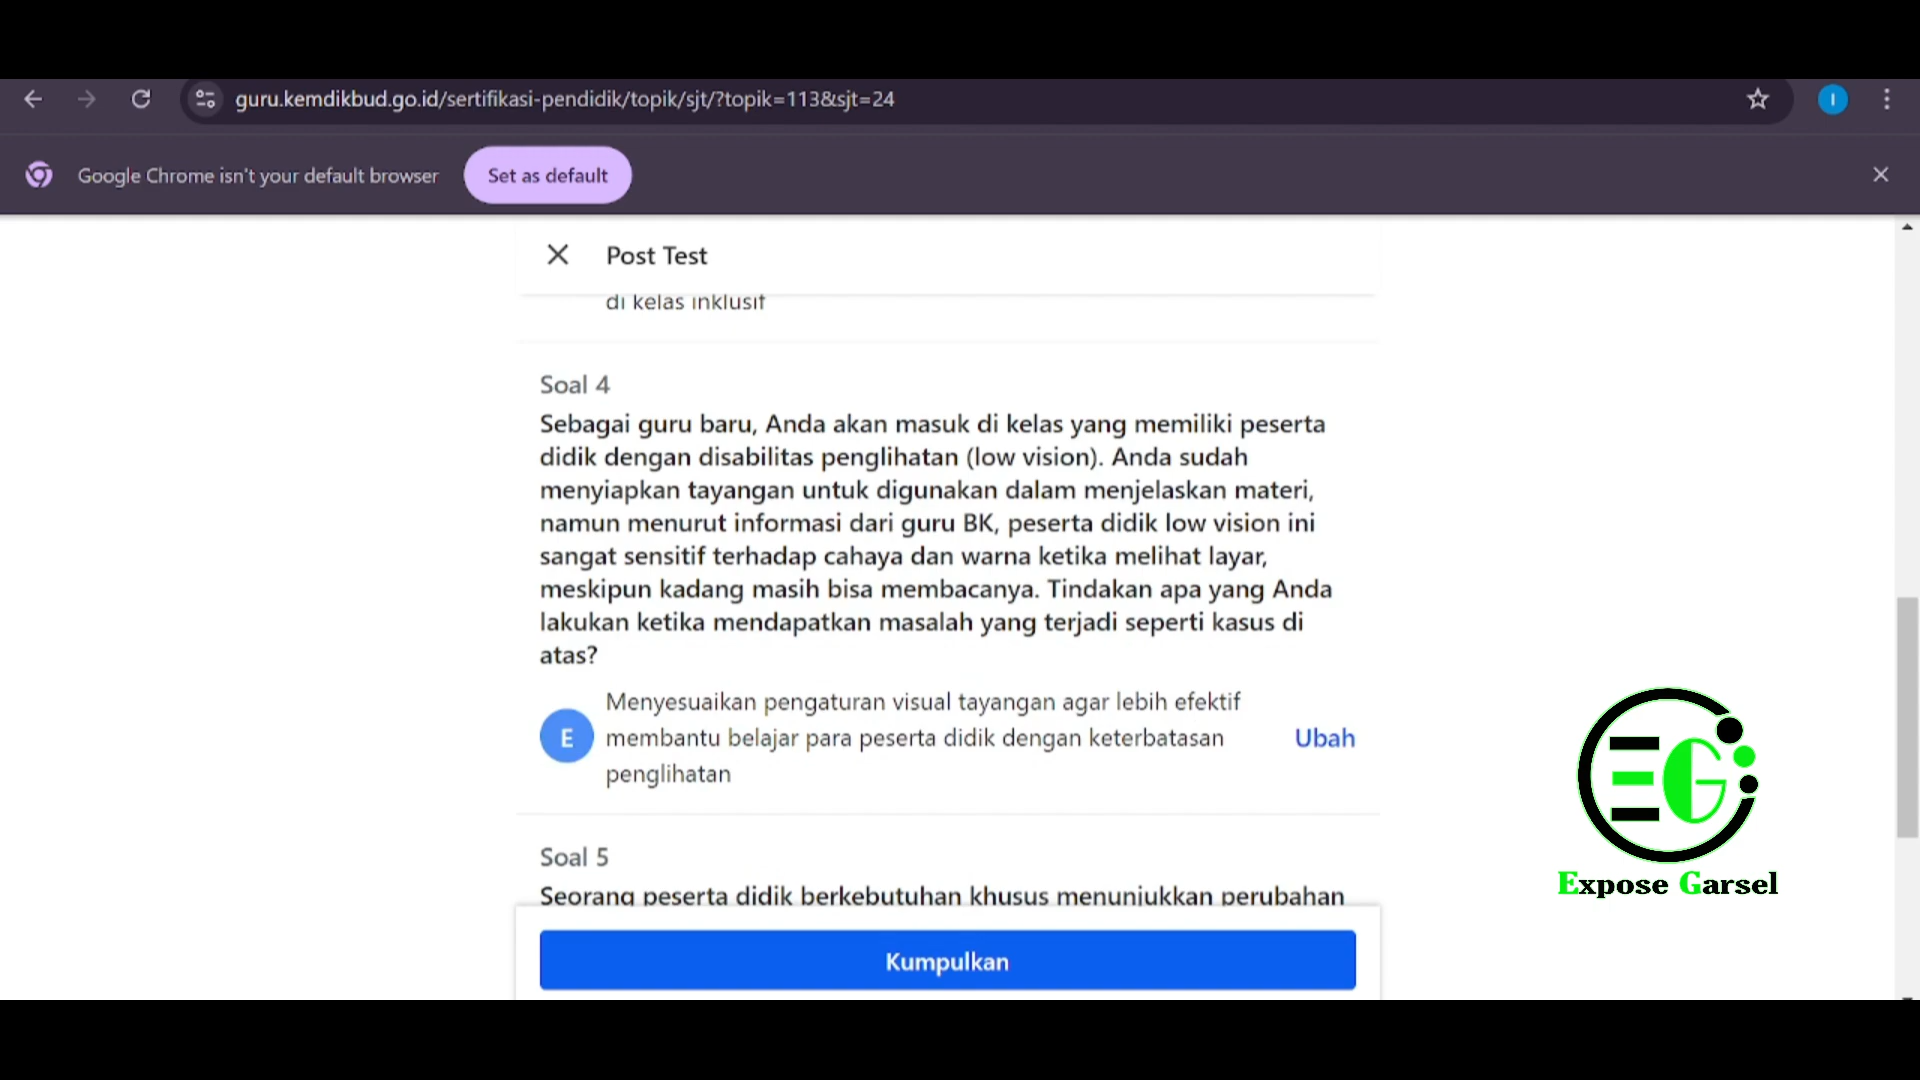 guru.kemdikbud.go.id/sertifikasi-pendidik/topik/sjt/?topik=113&sjt=24
I
Google Chrome isn't your default browser
Set as default
Post Test
di kelas inklusif
Soal 4
Sebagai guru baru, Anda akan masuk di kelas yang memiliki peserta
didik dengan disabilitas penglihatan (low vision). Anda sudah
menyiapkan tayangan untuk digunakan dalam menjelaskan materi,
namun menurut informasi dari guru BK, peserta didik low vision ini
sangat sensitif terhadap cahaya dan warna ketika melihat layar,
meskipun kadang masih bisa membacanya. Tindakan apa yang Anda
lakukan ketika mendapatkan masalah yang terjadi seperti kasus di
atas?
E
Menyesuaikan pengaturan visual tayangan agar lebih efektif
membantu belajar para peserta didik dengan keterbatasan
penglihatan
Ubah
Soal 5
Seorang peserta didik berkebutuhan khusus menunjukkan perubahan
Kumpulkan
EG
Expose Garsel